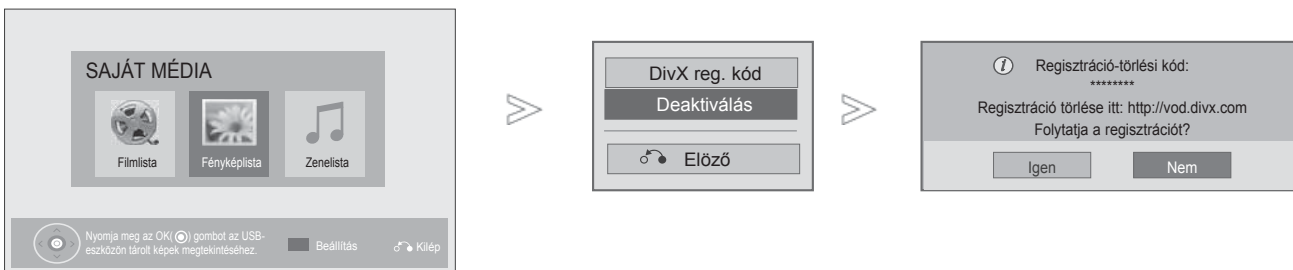 SAJÁT MÉDIA
Filmlista
Fényképlista
Zenelista
Nyomja meg az OK( ) gombot az USB-
eszközön tárolt képek megtekintéséhez.
Beállítás
Kilép
DivX reg. kód
Deaktiválás
Elöző
Regisztráció-törlési kód:
********
Regisztráció törlése itt: http://vod.divx.com
Folytatja a regisztrációt?
Igen
Nem